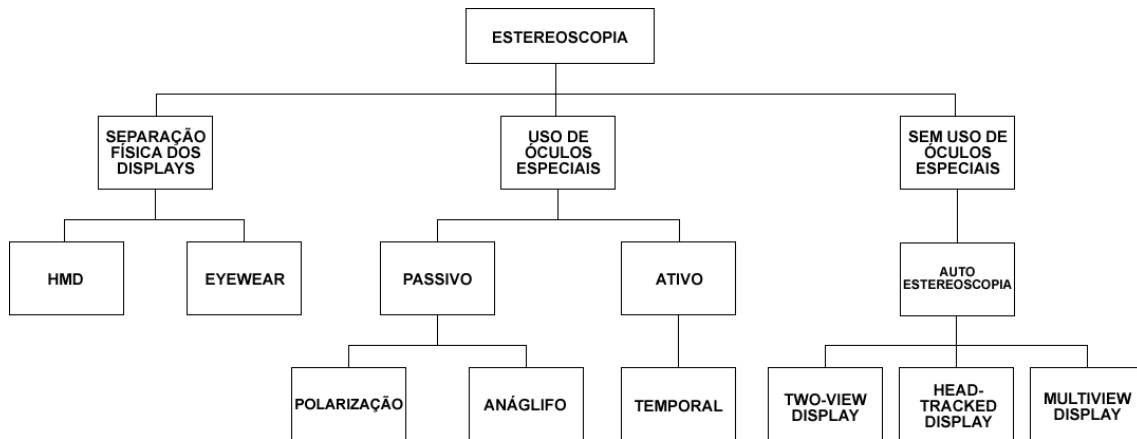 ESTEREOSCOPIA
SEPARAÇÃO
FÍSICA DOS
DISPLAYS
USO DE
ÓCULOS
ESPECIAIS
SEM USO DE
ÓCULOS
ESPECIAIS
HMD
EYEWEAR
PASSIVO
ATIVO
AUTO
ESTEREOSCOPIA
POLARIZAÇÃO
ANÁGLIFO
TEMPORAL
TWO-VIEW
DISPLAY
HEAD-
TRACKED
DISPLAY
MULTIVIEW
DISPLAY